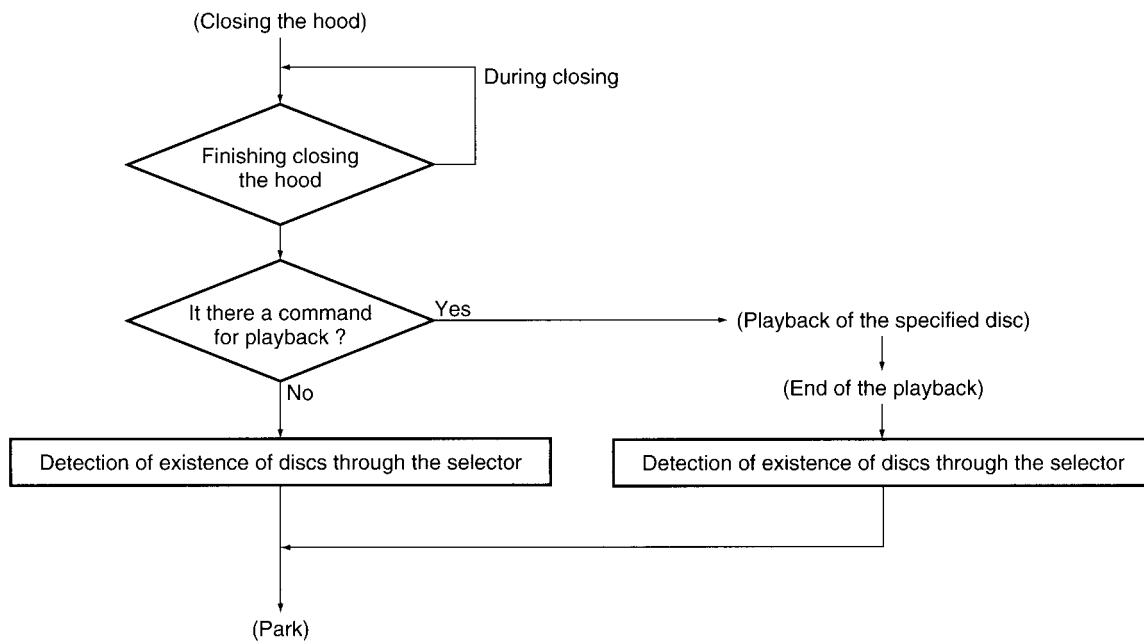 (Closing the hood)
During closing
Finishing closing
the hood
It there a command
for playback ?
Yes
(Playback of the specified disc)
No
(End of the playback)
Detection of existence of discs through the selector
Detection of existence of discs through the selector
(Park)